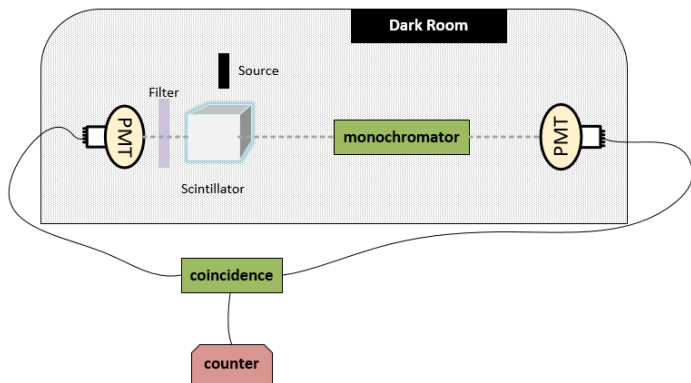 Dark Room
Source
Filter
PMT
monochromator
PMT
Scintillator
coincidence
counter